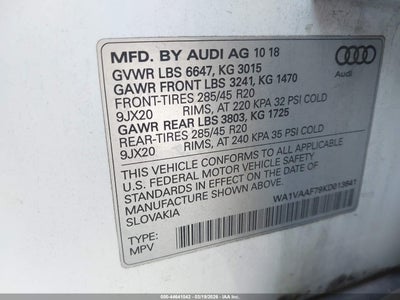 MFD. BY AUDI AG 10 18
GVWR LBS 6647, KG 3015
GAWR FRONT LBS 3241, KG 1470
FRONT-TIRES 285/45 R20
9JX20 RIMS, AT 220 KPA 32 PSI COLD
GAWR REAR LBS 3803, KG 1725
REAR-TIRES 285/45 R20
9JX20 RIMS, AT 240 KPA 35 PSI COLD
THIS VEHICLE CONFORMS TO ALL APPLICABLE
U.S. FEDERAL MOTOR VEHICLE SAFETY
STANDARDS IN EFFECT ON THE DATE OF
MANUFACTURE SHOWN ABOVE.
SLOVAKIA
Audi
TYPE:
MPV